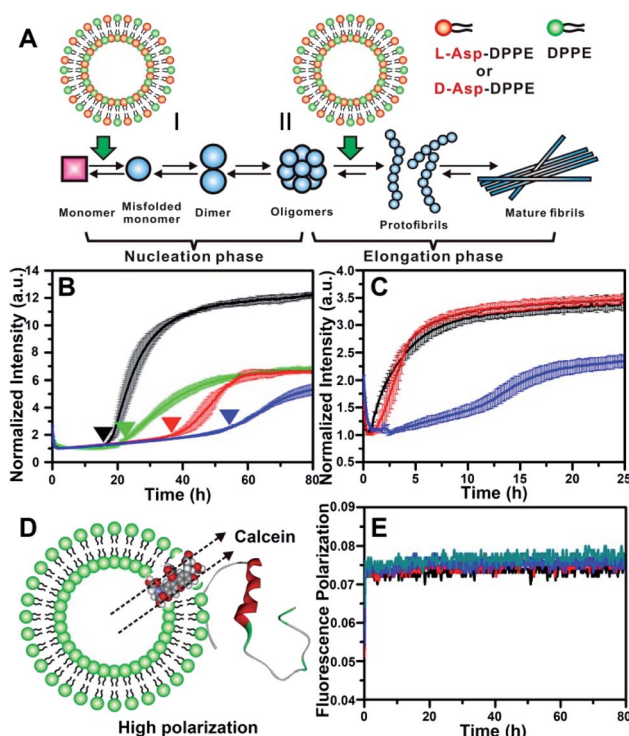 A
L-Asp-DPPE
or
D-Asp-DPPE
DPPE
I
II
Monomer
Misfolded
monomer
Dimer
Oligomers
Protofibrils
Mature fibrils
Nucleation phase
Elongation phase
B
Normalized Intensity (a.u.)
14
12
10
8
6
4
2
0
0 20 40 60 80
Time (h)
C
Normalized Intensity (a.u.)
4.0
3.5
3.0
2.5
2.0
1.5
1.0
0.5
0 5 10 15 20 25
Time (h)
D
Calcein
High polarization
E
Fluorescence Polarization
0.09
0.08
0.07
0.06
0.05
0.04
0 20 40 60 80
Time (h)